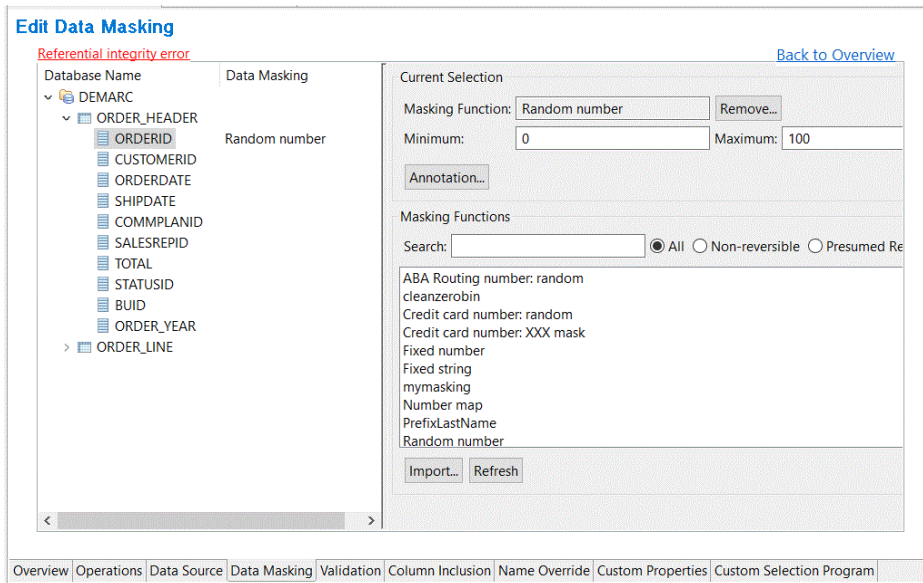 Edit Data Masking
Referential integrity error
Back to Overview
Database Name Data Masking
DEMARC
ORDER_HEADER
ORDERID Random number
CUSTOMERID
ORDERDATE
SHIPDATE
COMMPLANID
SALESREPID
TOTAL
STATUSID
BUID
ORDER_YEAR
ORDER_LINE
Current Selection
Masking Function: Random number Remove...
Minimum: 0 Maximum: 100
Annotation...
Masking Functions
Search: All Non-reversible Presumed Re
ABA Routing number: random
cleanzerobin
Credit card number: random
Credit card number: XXX mask
Fixed number
Fixed string
mymasking
Number map
PrefixLastName
Random number
Import... Refresh
Overview Operations Data Source Data Masking Validation Column Inclusion Name Override Custom Properties Custom Selection Program